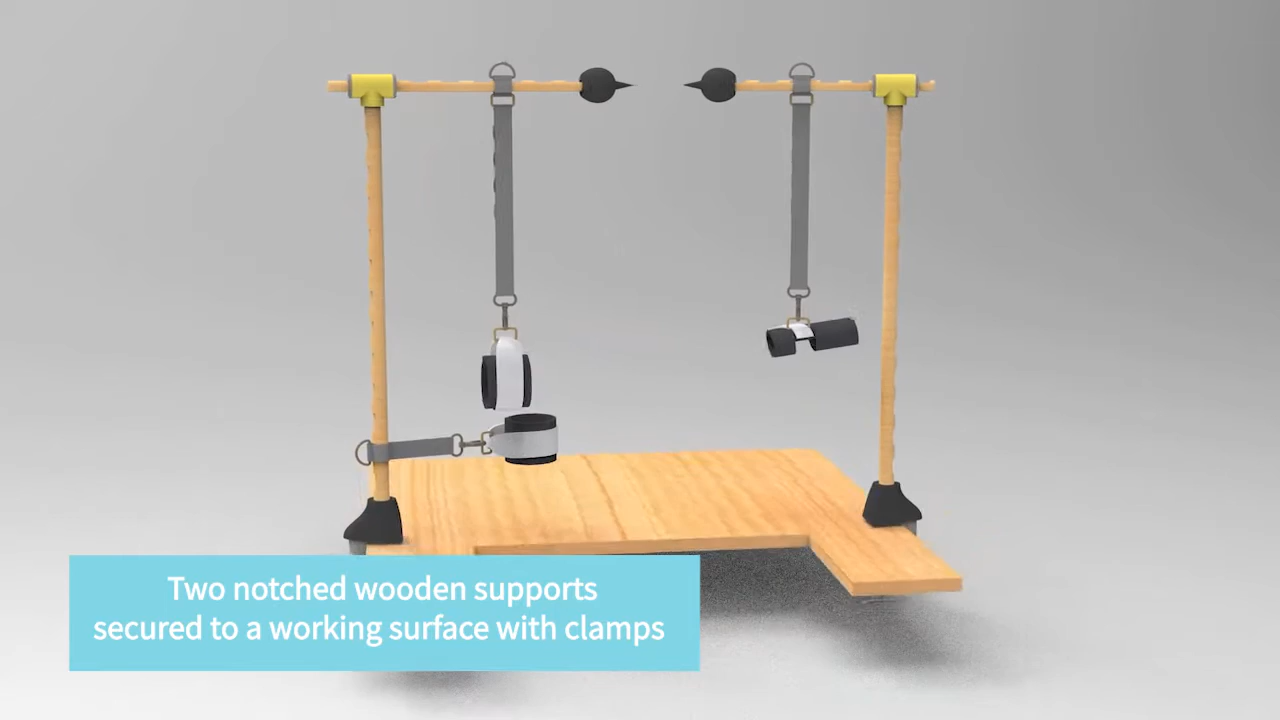 Two notched wooden supports
secured to a working surface with clamps